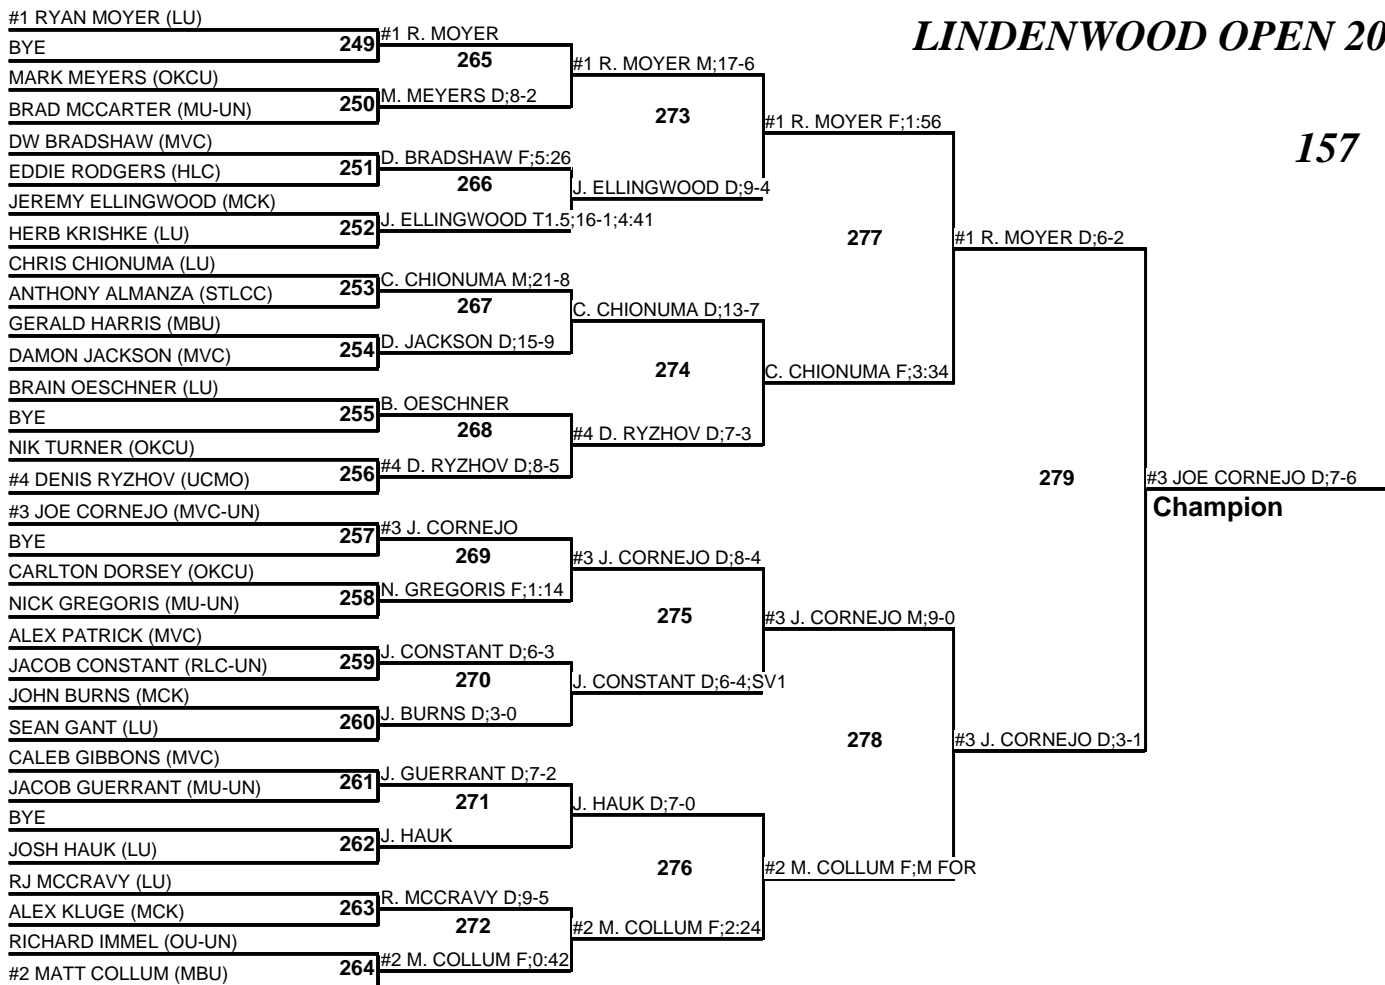 #1 RYAN MOYER (LU)
BYE
MARK MEYERS (OKCU)
BRAD MCCARTER (MU-UN)
DW BRADSHAW (MVC)
EDDIE RODGERS (HLC)
JEREMY ELLINGWOOD (MCK)
HERB KRISHKE (LU)
CHRIS CHIONUMA (LU)
ANTHONY ALMANZA (STLCC)
GERALD HARRIS (MBU)
DAMON JACKSON (MVC)
BRAIN OESCHNER (LU)
BYE
NIK TURNER (OKCU)
#4 DENIS RYZHOV (UCMO)
#3 JOE CORNEJO (MVC-UN)
BYE
CARLTON DORSEY (OKCU)
NICK GREGORIS (MU-UN)
ALEX PATRICK (MVC)
JACOB CONSTANT (RLC-UN)
JOHN BURNS (MCK)
SEAN GANT (LU)
CALEB GIBBONS (MVC)
JACOB GUERRANT (MU-UN)
BYE
JOSH HAUK (LU)
RJ MCCRAVY (LU)
ALEX KLUGE (MCK)
RICHARD IMMEL (OU-UN)
#2 MATT COLLUM (MBU)
249
250
251
252
253
254
255
256
257
258
259
260
261
262
263
264
#1 R. MOYER
265
M. MEYERS D;8-2
D. BRADSHAW F;5:26
266
J. ELLINGWOOD T1.5;16-1;4:41
C. CHIONUMA M;21-8
267
D. JACKSON D;15-9
B. OESCHNER
268
#4 D. RYZHOV D;8-5
#3 J. CORNEJO
269
N. GREGORIS F;1:14
J. CONSTANT D;6-3
270
J. BURNS D;3-0
J. GUERRANT D;7-2
271
J. HAUK
R. MCCRAVY D;9-5
272
#2 M. COLLUM F;0:42
#1 R. MOYER M;17-6
273
J. ELLINGWOOD D;9-4
C. CHIONUMA D;13-7
274
#4 D. RYZHOV D;7-3
#3 J. CORNEJO D;8-4
275
J. CONSTANT D;6-4;SV1
J. HAUK D;7-0
276
#2 M. COLLUM F;2:24
#1 R. MOYER F;1:56
277
C. CHIONUMA F;3:34
#3 J. CORNEJO M;9-0
278
#2 M. COLLUM F;M FOR
LINDENWOOD OPEN 20
157
#1 R. MOYER D;6-2
279
#3 J. CORNEJO D;3-1
#3 JOE CORNEJO D;7-6
Champion